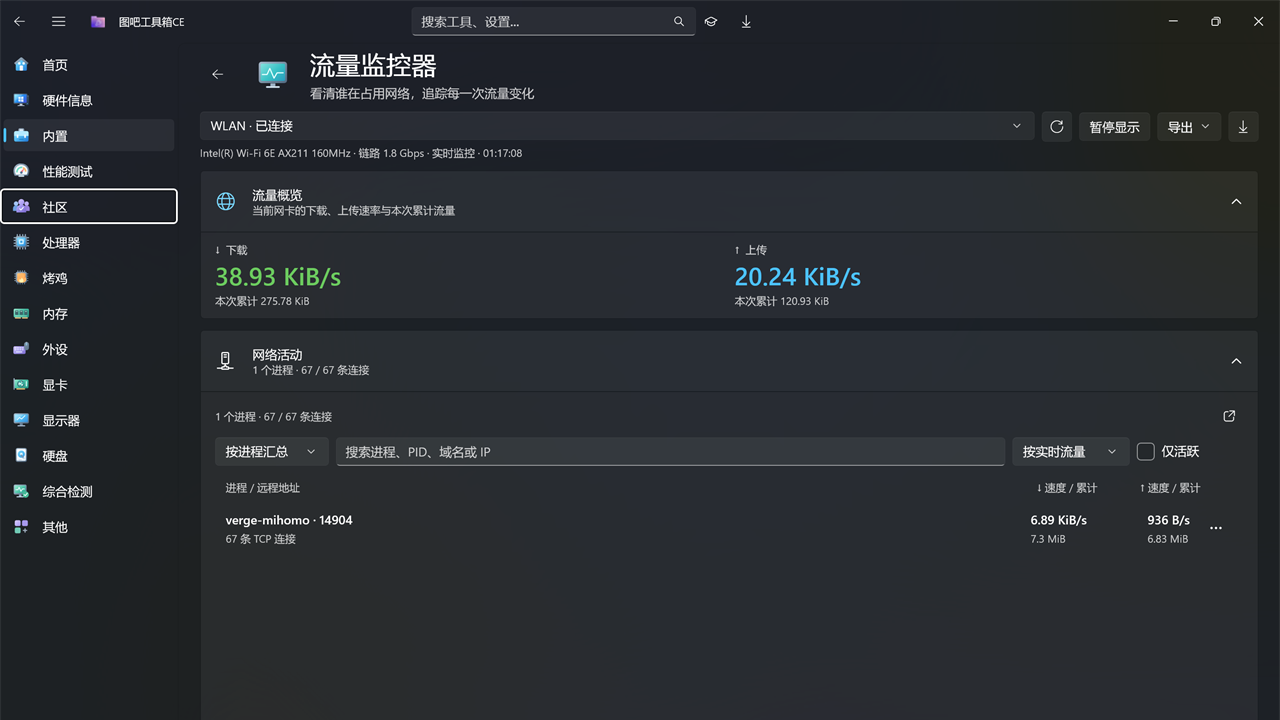 图吧工具箱CE
搜索工具、设置...
首页
硬件信息
内置
性能测试
社区
处理器
烤鸡
内存
外设
显卡
显示器
硬盘
综合检测
其他
流量监控器
看清谁在占用网络，追踪每一次流量变化
WLAN · 已连接
暂停显示
导出
Intel(R) Wi-Fi 6E AX211 160MHz · 链路 1.8 Gbps · 实时监控 · 01:17:08
流量概览
当前网卡的下载、上传速率与本次累计流量
↓ 下载
38.93 KiB/s
本次累计 275.78 KiB
↑ 上传
20.24 KiB/s
本次累计 120.93 KiB
网络活动
1 个进程 · 67 / 67 条连接
1 个进程 · 67 / 67 条连接
按进程汇总
搜索进程、PID、域名或 IP
按实时流量
仅活跃
进程 / 远程地址
↓ 速度 / 累计
↑ 速度 / 累计
verge-mihomo · 14904
6.89 KiB/s
936 B/s
67 条 TCP 连接
7.3 MiB
6.83 MiB